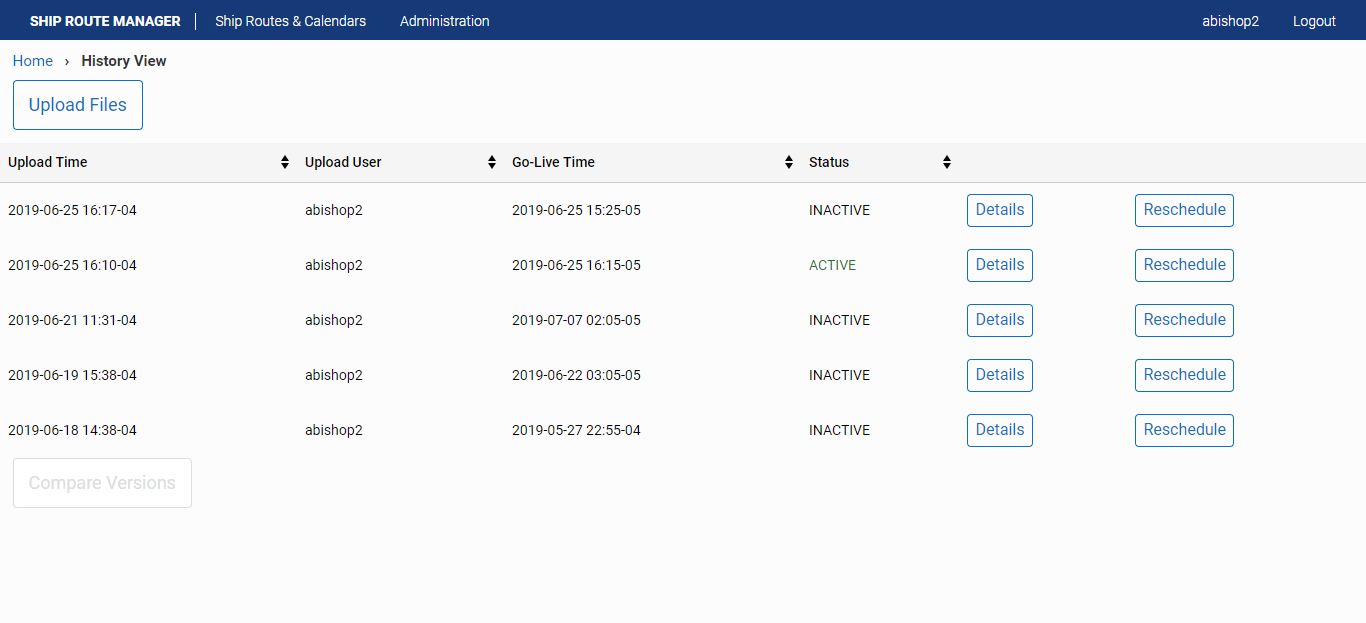 SHIP ROUTE MANAGER Ship Routes & Calendars Administration abishop2 Logout
Home › History View
Upload Files
Upload Time Upload User Go-Live Time Status
2019-06-25 16:17-04 abishop2 2019-06-25 15:25-05 INACTIVE Details Reschedule
2019-06-25 16:10-04 abishop2 2019-06-25 16:15-05 ACTIVE Details Reschedule
2019-06-21 11:31-04 abishop2 2019-07-07 02:05-05 INACTIVE Details Reschedule
2019-06-19 15:38-04 abishop2 2019-06-22 03:05-05 INACTIVE Details Reschedule
2019-06-18 14:38-04 abishop2 2019-05-27 22:55-04 INACTIVE Details Reschedule
Compare Versions